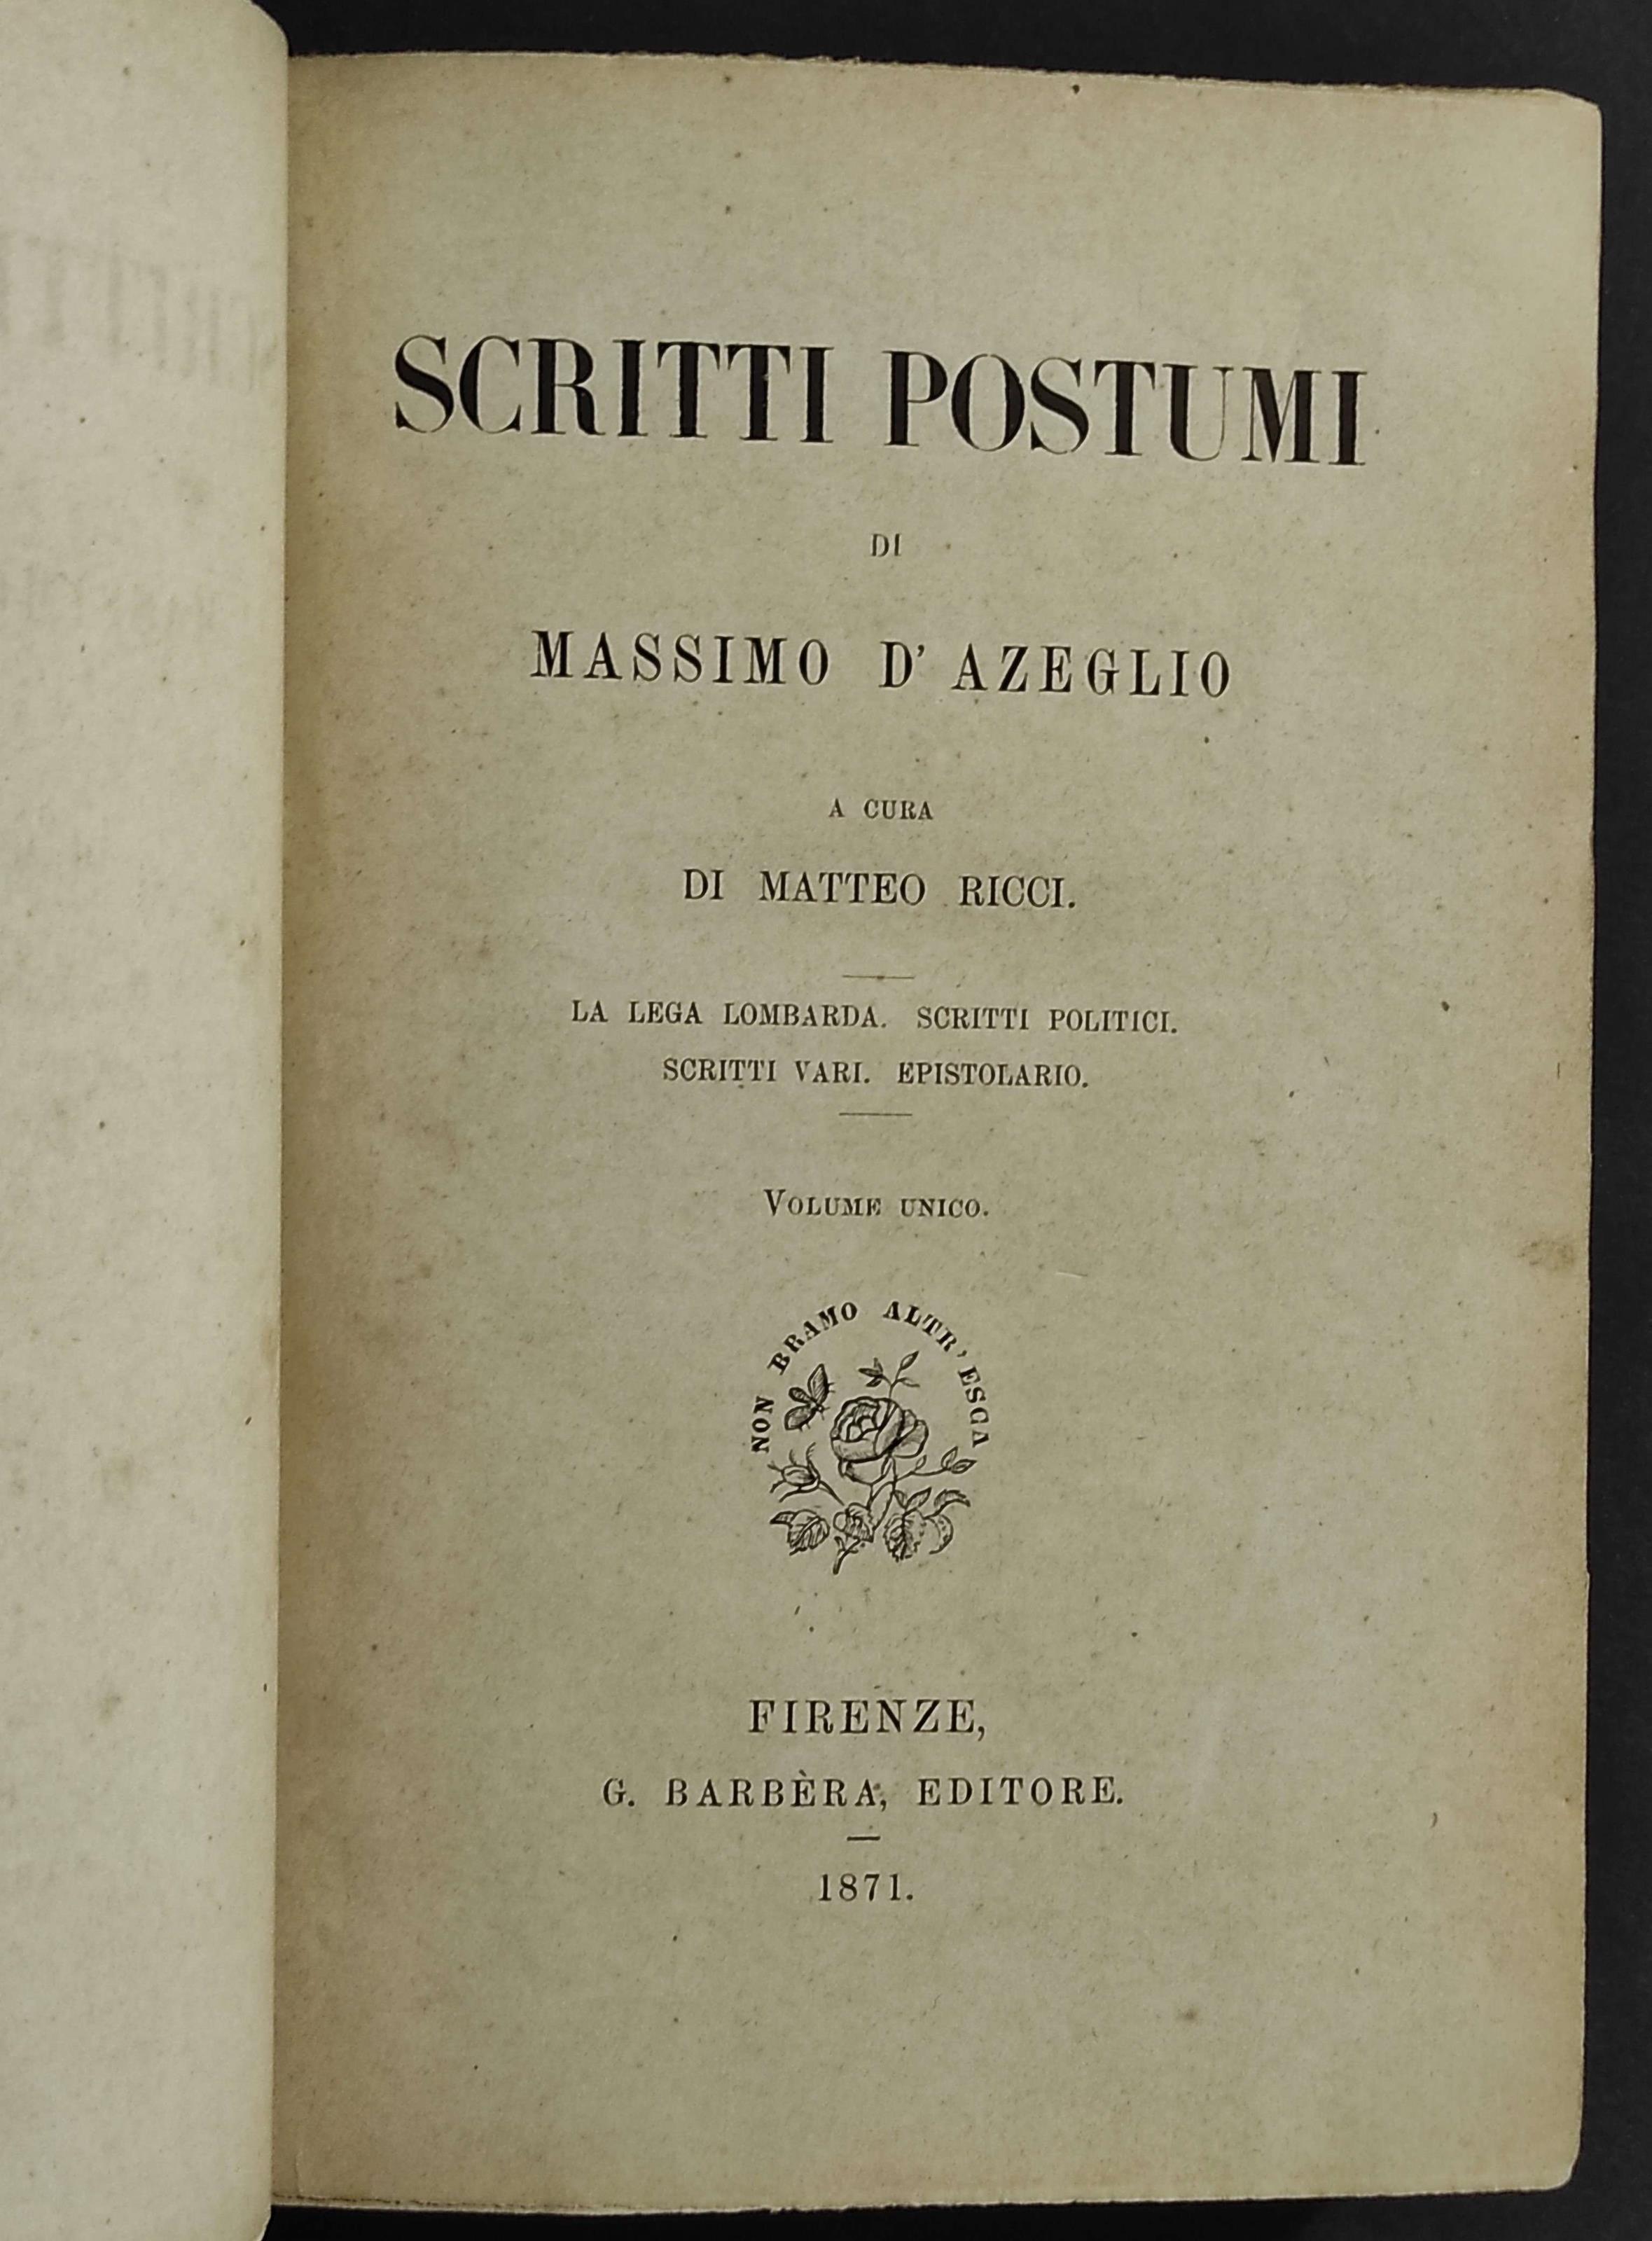 SCRITTI POSTUMI
DI
MASSIMO D' AZEGLIO
A CURA
DI MATTEO RICCI.
LA LEGA LOMBARDA. SCRITTI POLITICI.
SCRITTI VARI. EPISTOLARIO.
VOLUME UNICO.
NON BRAMO ALTR' ESCA
FIRENZE,
G. BARBÈRA, EDITORE.
1871.